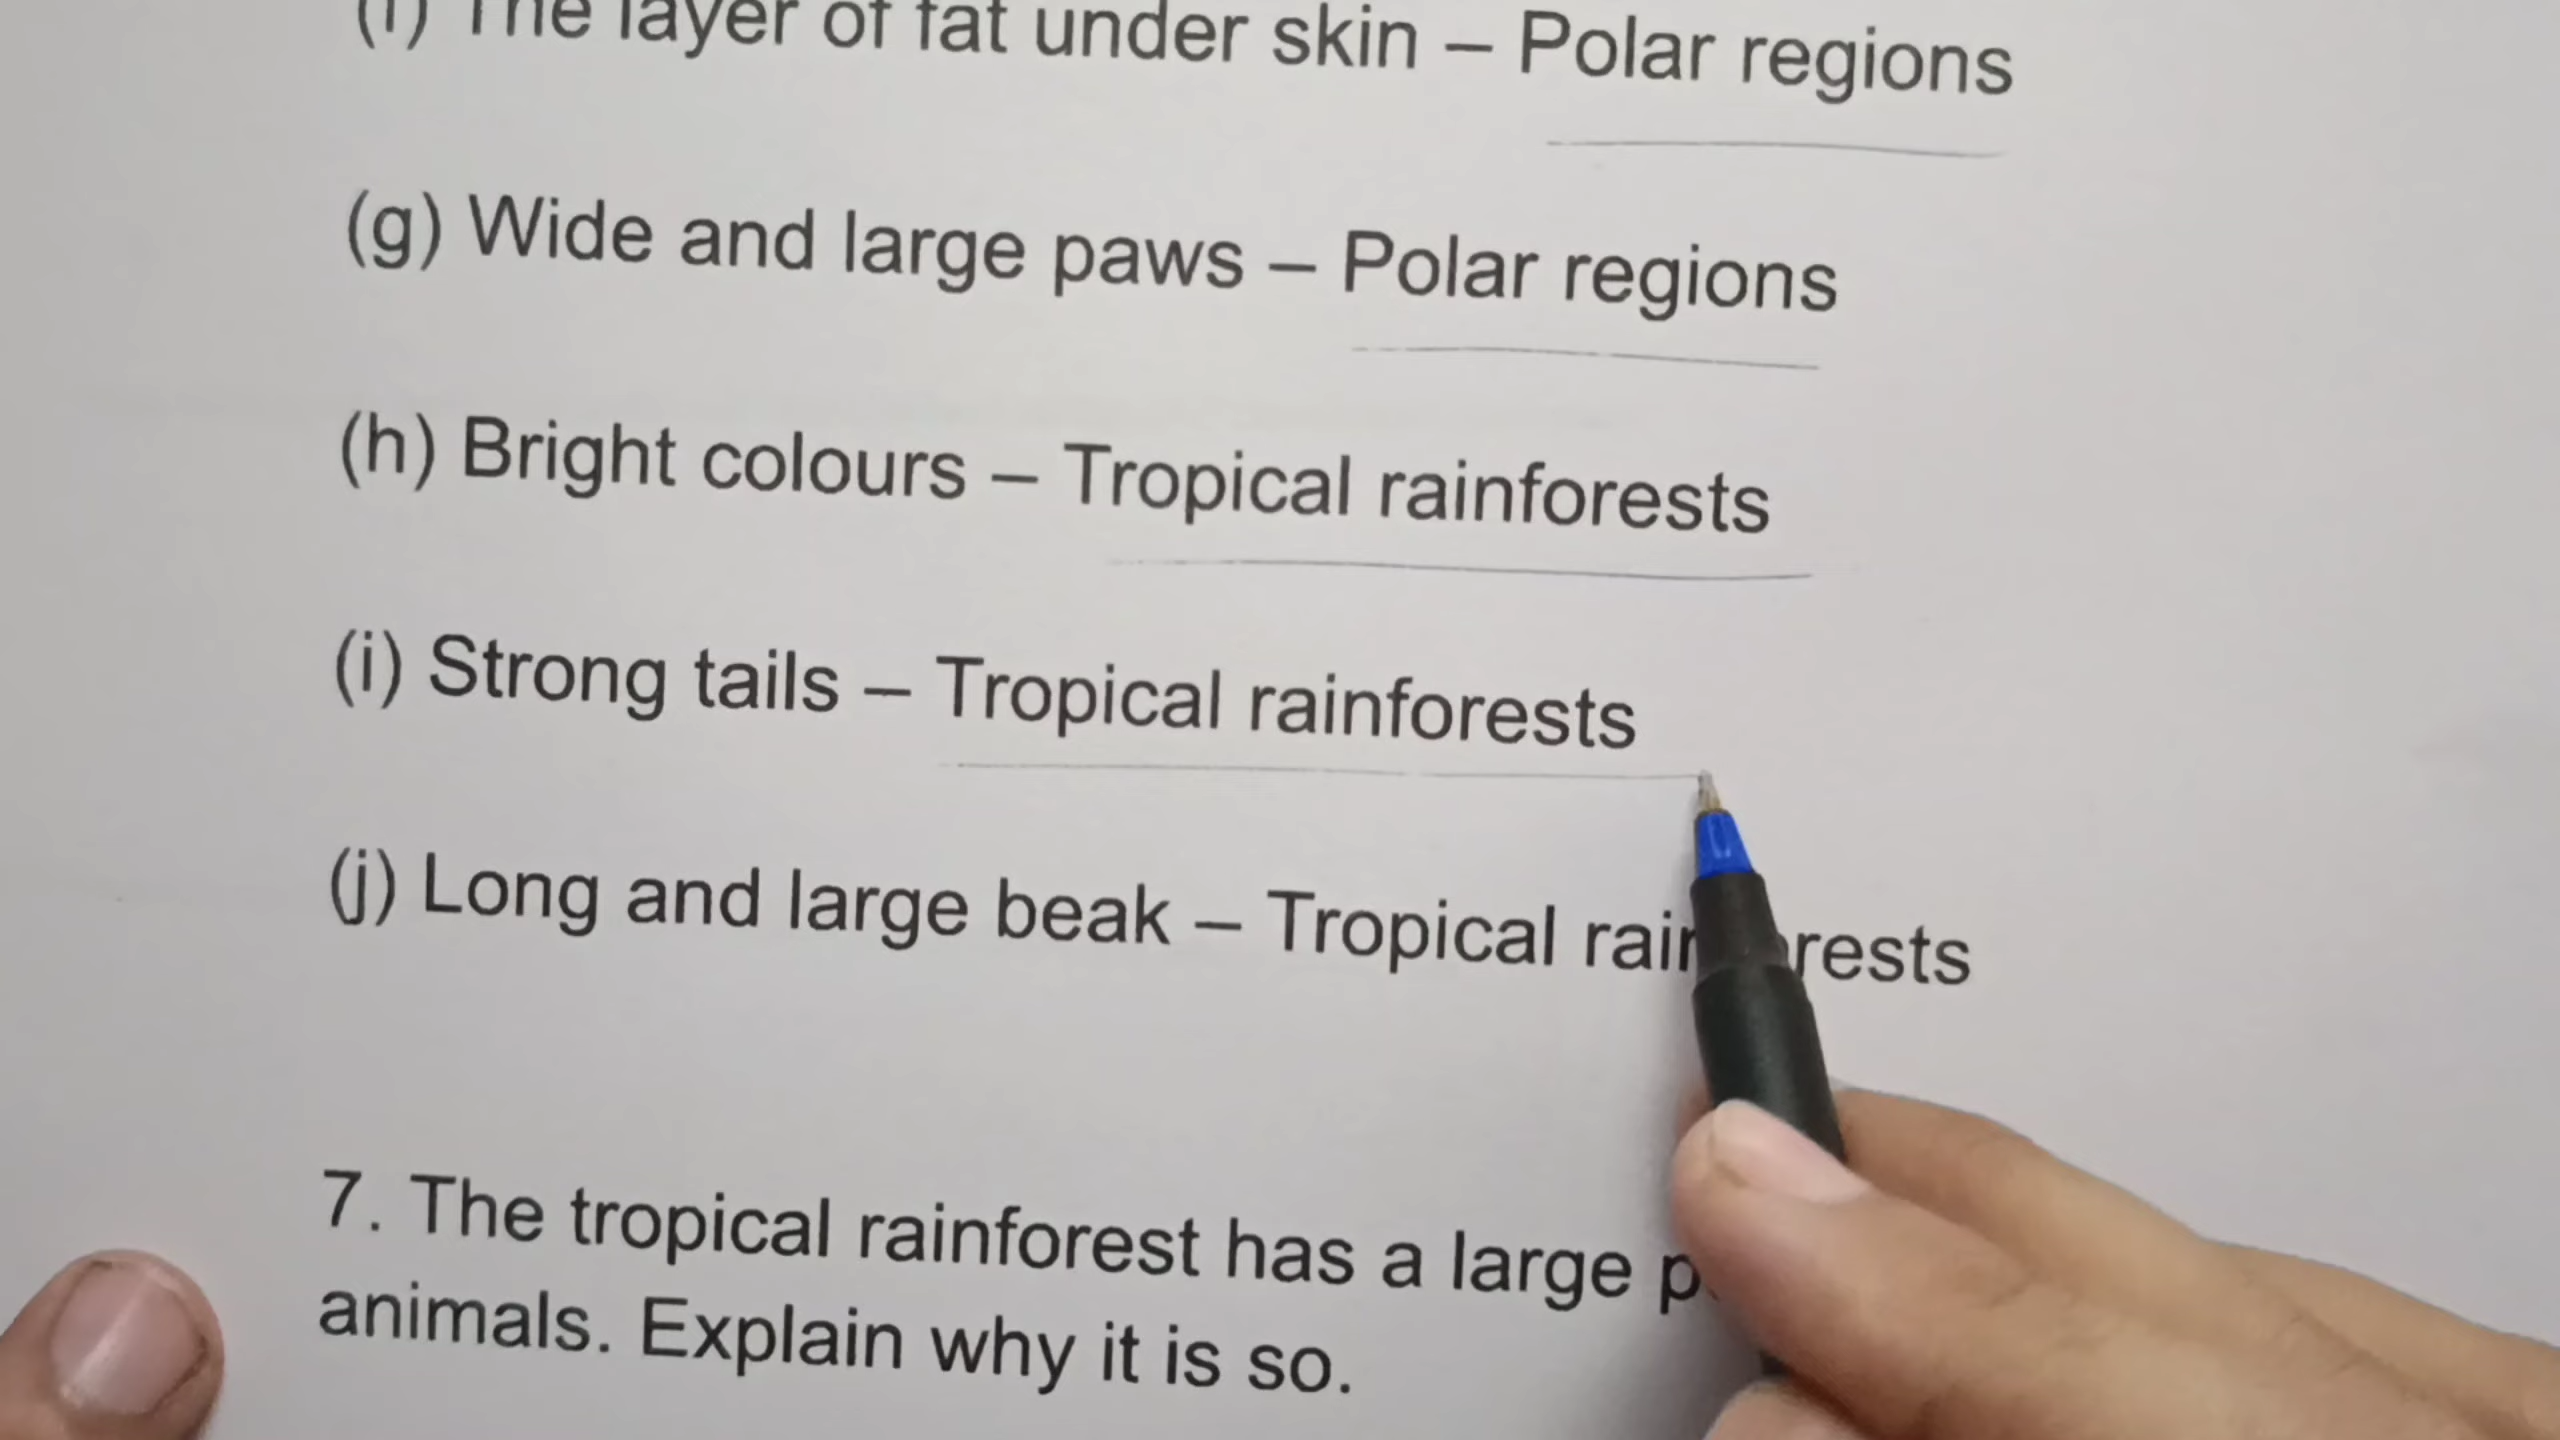 (f) The layer of fat under skin – Polar regions
(g) Wide and large paws – Polar regions
(h) Bright colours – Tropical rainforests
(i) Strong tails – Tropical rainforests
(j) Long and large beak – Tropical
7. The tropical rainforest has a large
animals. Explain why it is so.